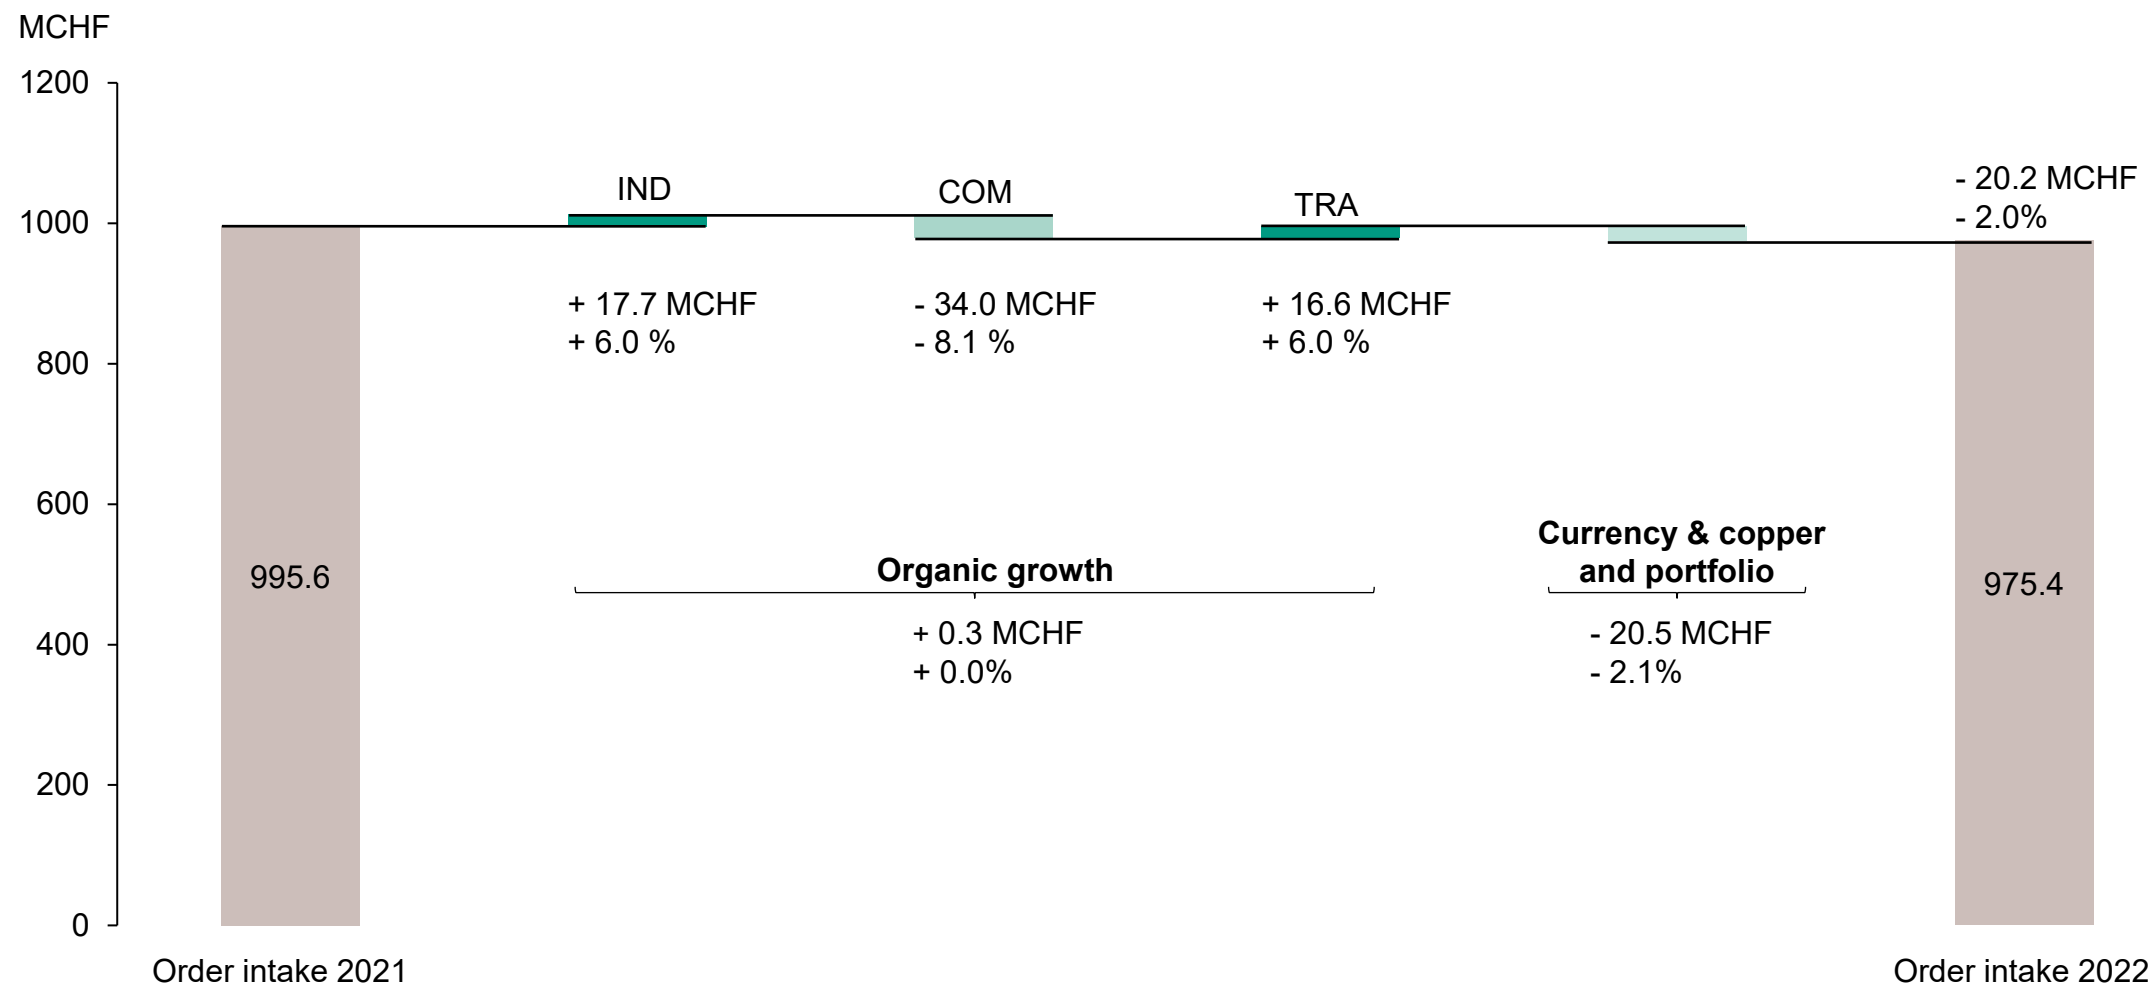 MCHF
1200
1000
800
600
400
200
0
IND
COM
TRA
- 20.2 MCHF
- 2.0%
+ 17.7 MCHF
+ 6.0 %
- 34.0 MCHF
- 8.1 %
+ 16.6 MCHF
+ 6.0 %
995.6
Organic growth
+ 0.3 MCHF
+ 0.0%
Currency & copper
and portfolio
- 20.5 MCHF
- 2.1%
975.4
Order intake 2021
Order intake 2022